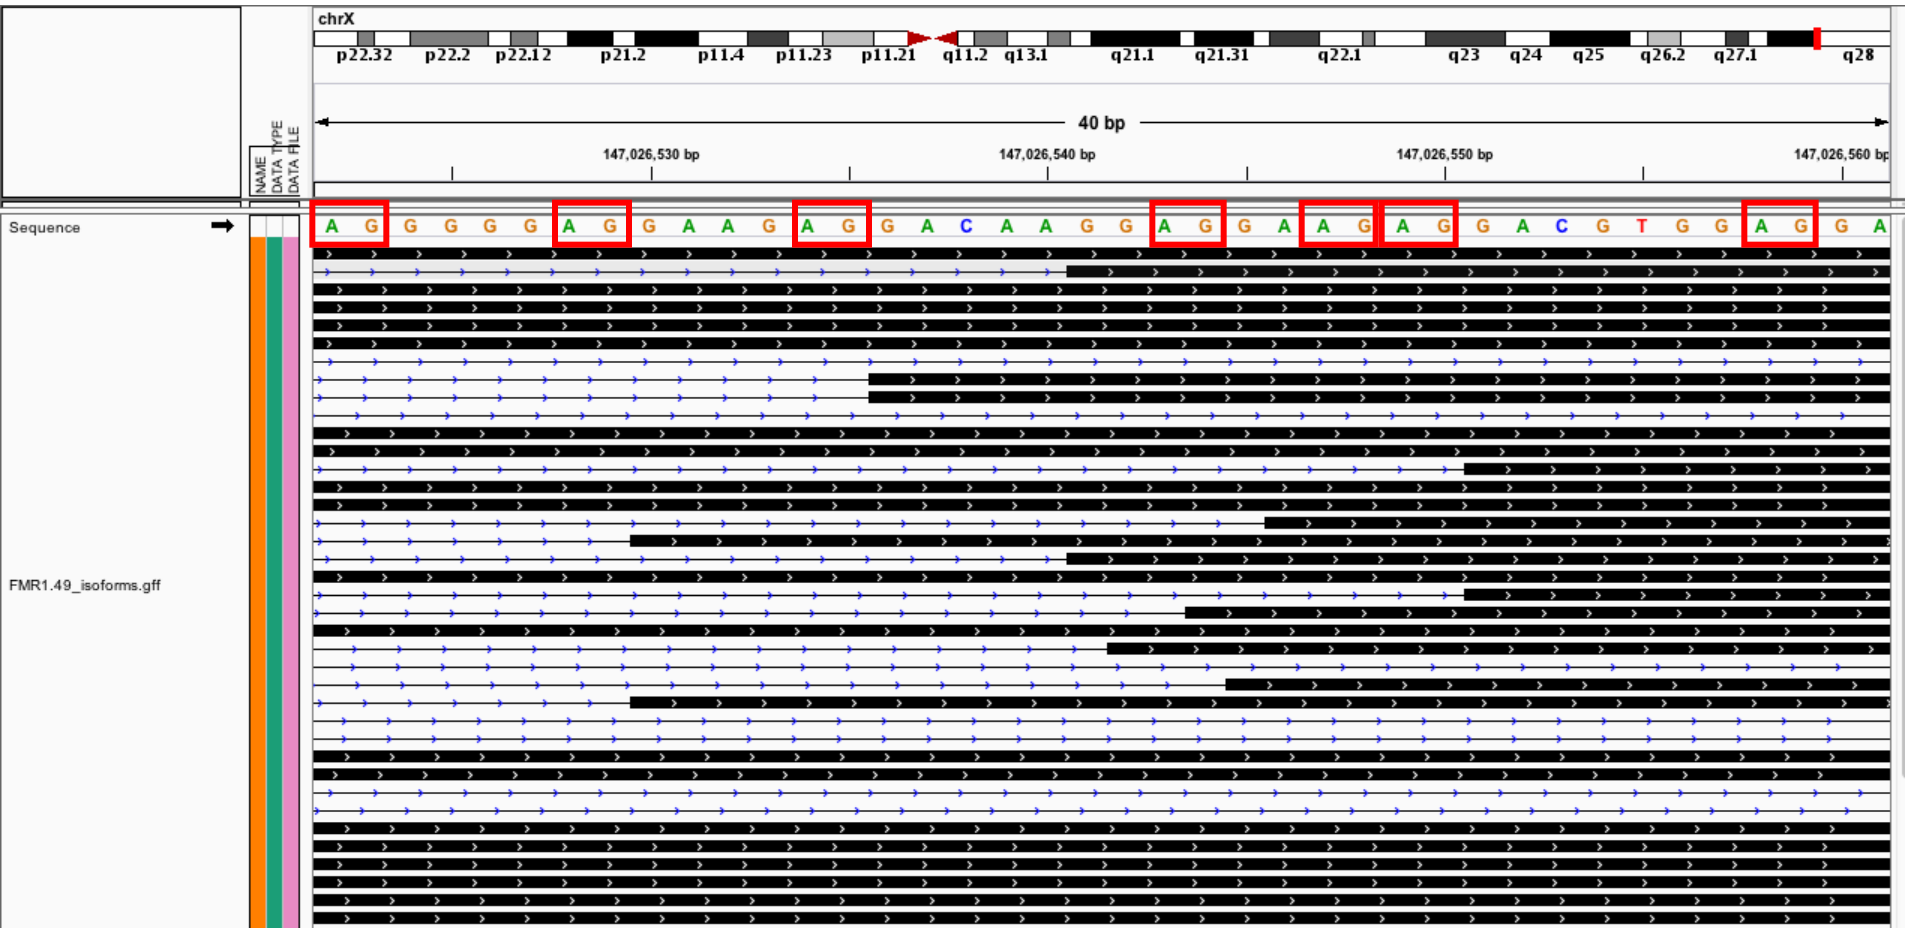 chrX
p22.32 p22.2 p22.12 p21.2 p11.4 p11.23 p11.21 q11.2 q13.1 q21.1 q21.31 q22.1 q23 q24 q25 q26.2 q27.1 q28
40 bp
147,026,530 bp 147,026,540 bp 147,026,550 bp 147,026,560 bp
NAME
DATA TYPE
DATA FILE
Sequence A G G G G G A G G A A G A G G A C A A G G A G G A A G A G G A C G T G G A G G A
FMR1.49_isoforms.gff